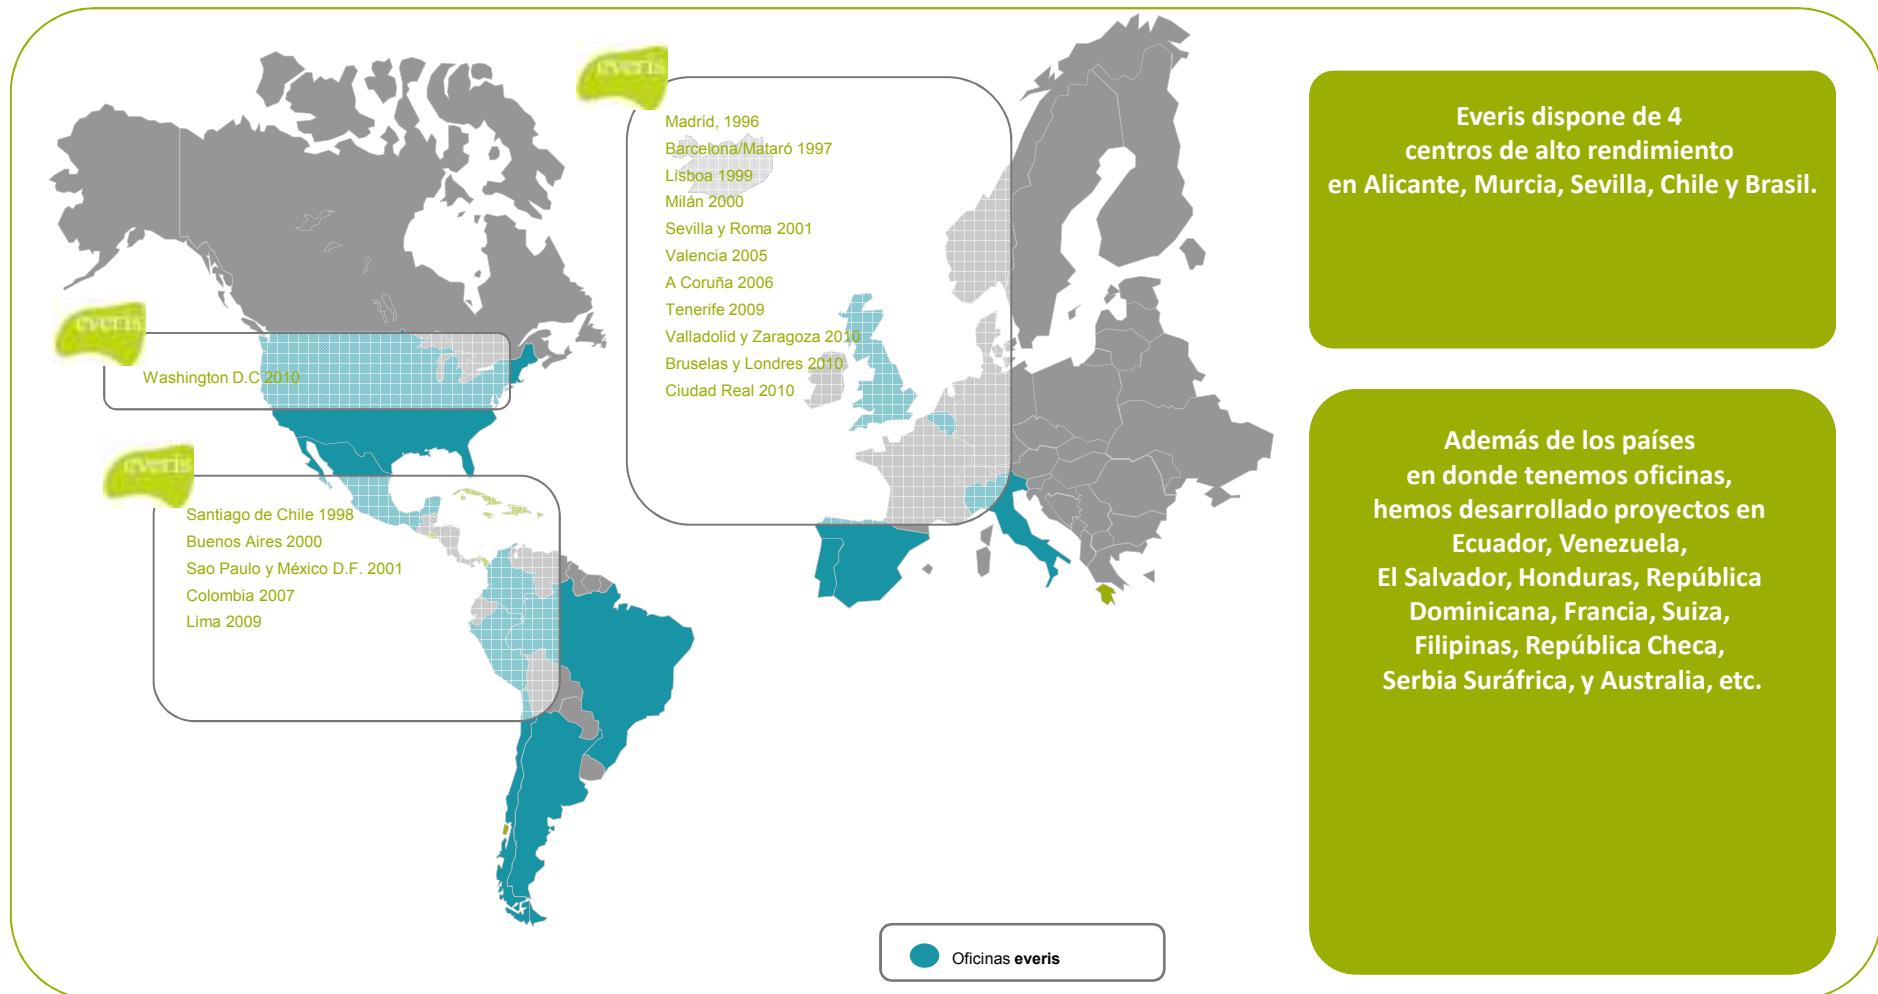 everis
Madrid, 1996
Barcelona/Mataró 1997
Lisboa 1999
Milán 2000
Sevilla y Roma 2001
Valencia 2005
A Coruña 2006
Tenerife 2009
Valladolid y Zaragoza 2010
Bruselas y Londres 2010
Ciudad Real 2010
everis
Washington D.C 2010
everis
Santiago de Chile 1998
Buenos Aires 2000
Sao Paulo y México D.F. 2001
Colombia 2007
Lima 2009
Oficinas everis
Everis dispone de 4
centros de alto rendimiento
en Alicante, Murcia, Sevilla, Chile y Brasil.
Además de los países
en donde tenemos oficinas,
hemos desarrollado proyectos en
Ecuador, Venezuela,
El Salvador, Honduras, República
Dominicana, Francia, Suiza,
Filipinas, República Checa,
Serbia Suráfrica, y Australia, etc.